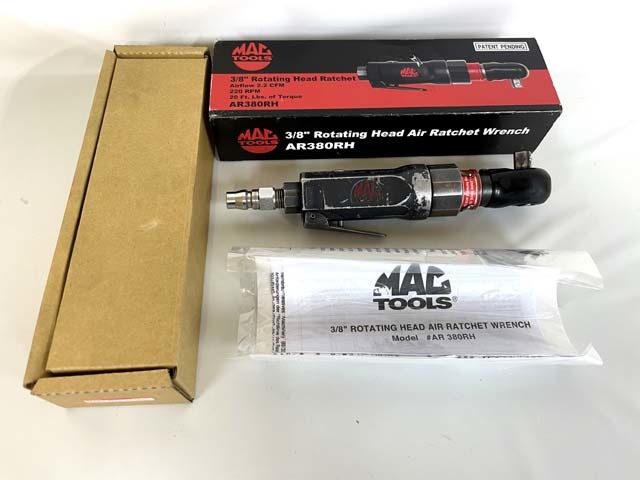 MAC
TOOLS
PATENT PENDING
3/8" Rotating Head Ratchet
Airflow 2.2 CFM
220 RPM
20 Ft. Lbs. of Torque
AR380RH
MAC
TOOLS
3/8" Rotating Head Air Ratchet Wrench
AR380RH
MAC
TOOLS
MAC
TOOLS®
3/8" ROTATING HEAD AIR RATCHET WRENCH
Model #AR 380RH